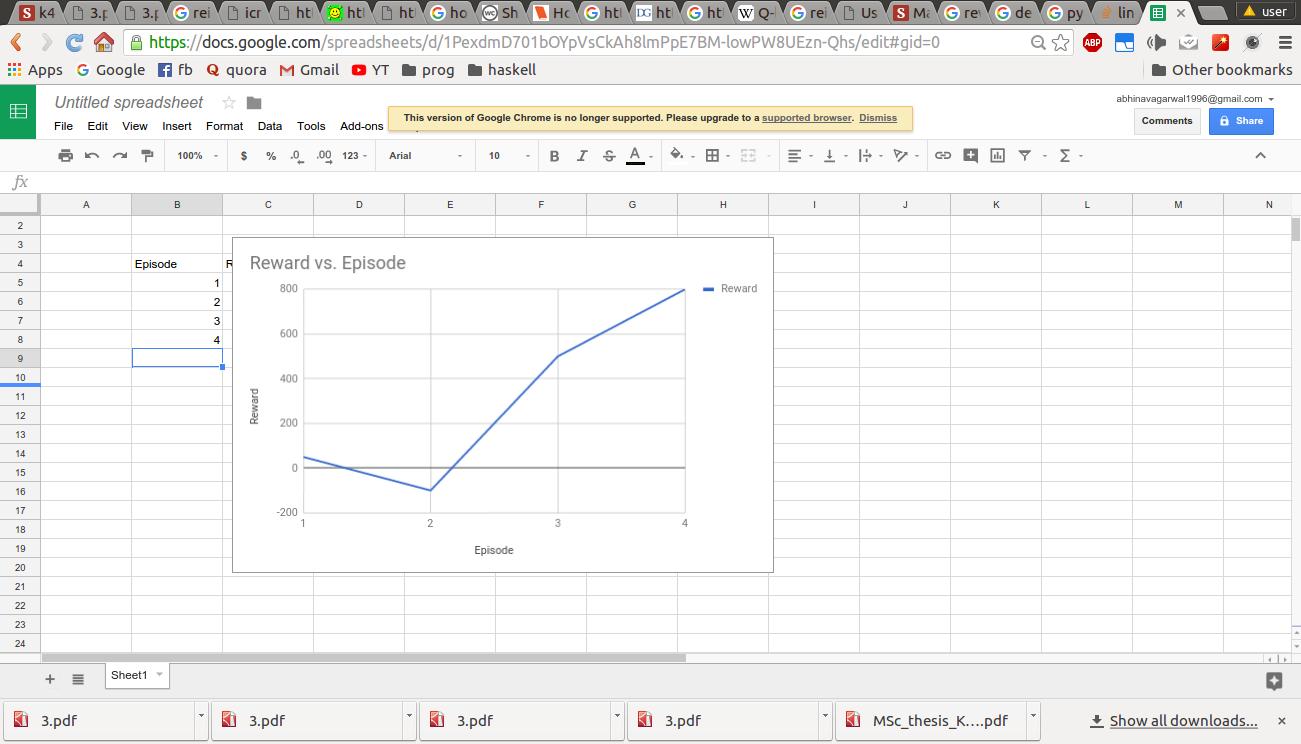 k4 3.p 3.p rei icr htl htl htl ho Sh Ho htl htl htl Q- rei Us Ma rev de py lin user
https://docs.google.com/spreadsheets/d/1PexdmD701bOYpVsCkAh8lmPpE7BM-lowPW8UEzn-Qhs/edit#gid=0 ABP
Apps Google fb quora Gmail YT prog haskell Other bookmarks
Untitled spreadsheet abhinavagarwal1996@gmail.com
This version of Google Chrome is no longer supported. Please upgrade to a supported browser. Dismiss
File Edit View Insert Format Data Tools Add-ons Comments Share
100% $ % .0 .00 123 Arial 10 B I S A Σ
fx
A B C D E F G H I J K L M N
2
3
4 Episode R
5 1
6 2
7 3
8 4
9
10
11
12
13
14
15
16
17
18
19
20
21
22
23
24
Reward vs. Episode
800 Reward
600
400
Reward
200
0
-200
1 2 3 4
Episode
+ Sheet1
3.pdf 3.pdf 3.pdf 3.pdf MSc_thesis_K....pdf Show all downloads...